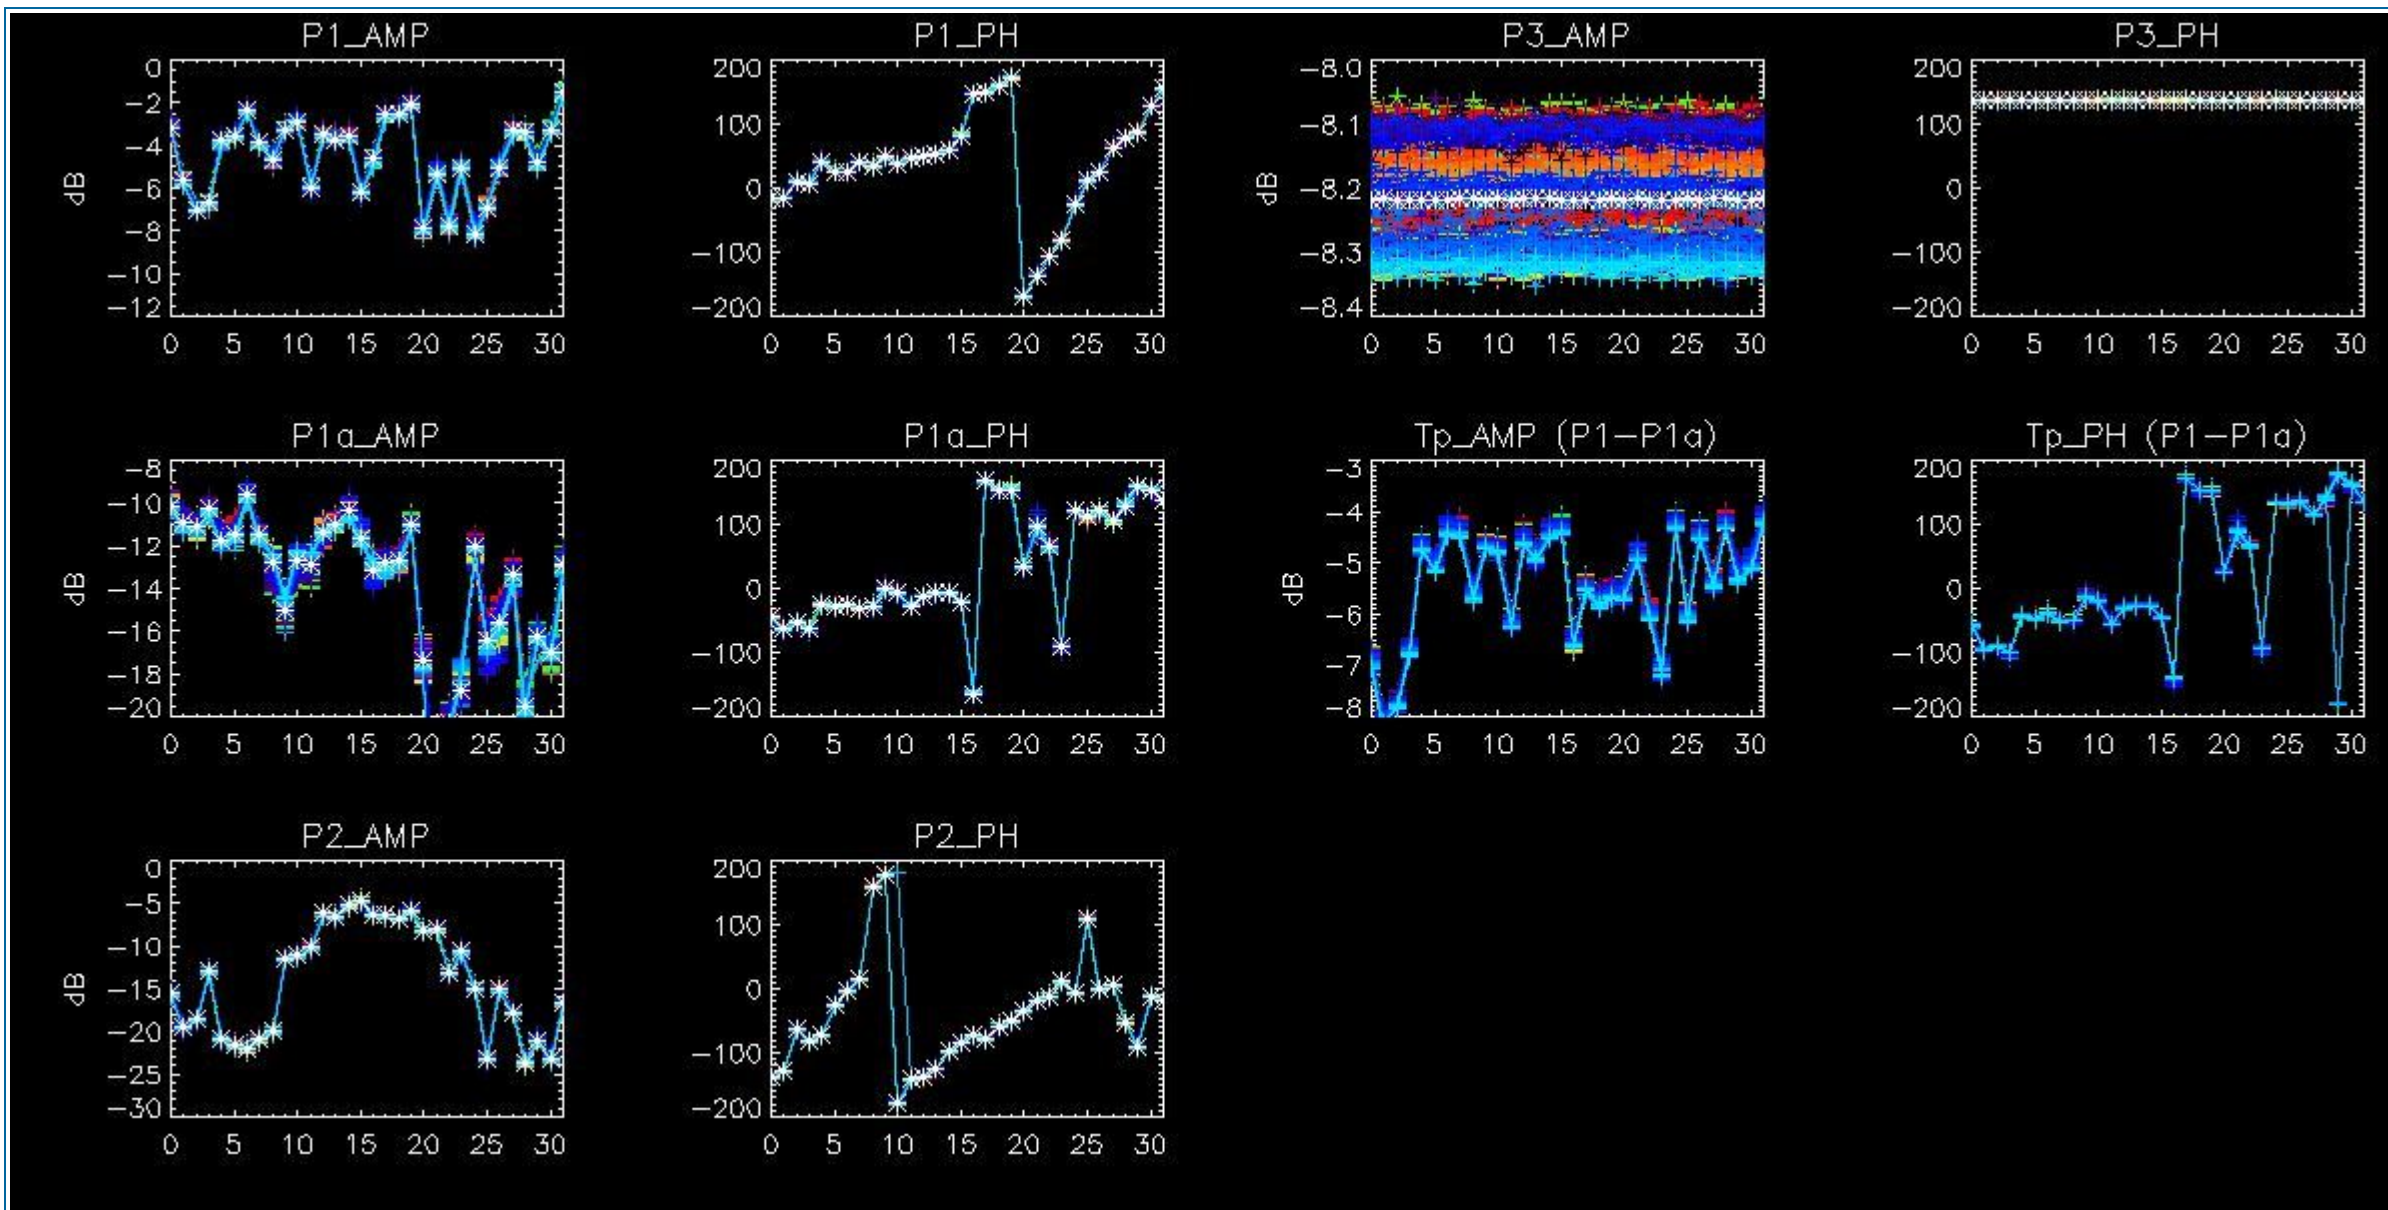 P1_AMP P1_PH P3_AMP P3_PH
0 200 −8.0 200
−2
−4 100 −8.1 100
dB −6 0 dB −8.2 0
−8
−10 −100 −8.3 −100
−12 −200 −8.4 −200
0 5 10 15 20 25 30 0 5 10 15 20 25 30 0 5 10 15 20 25 30 0 5 10 15 20 25 30
P1a_AMP P1a_PH Tp_AMP (P1−P1a) Tp_PH (P1−P1a)
−8 200 −3 200
−10 100 −4 100
−12 −5
dB −14 0 dB 0
−16 −6
−18 −100 −7 −100
−20 −200 −8 −200
0 5 10 15 20 25 30 0 5 10 15 20 25 30 0 5 10 15 20 25 30 0 5 10 15 20 25 30
P2_AMP P2_PH
0 200
−5 100
−10
dB −15 0
−20 −100
−25
−30 −200
0 5 10 15 20 25 30 0 5 10 15 20 25 30